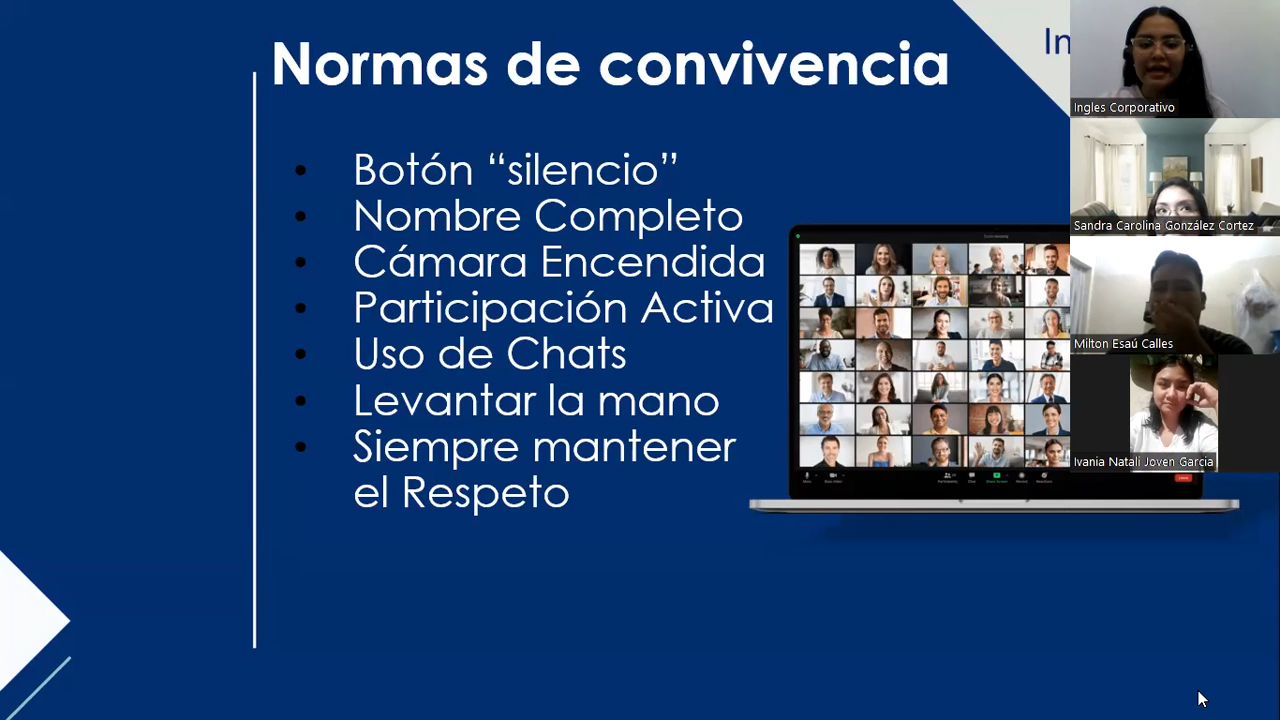 Normas de convivencia
In
Botón “silencio”
Nombre Completo
Cámara Encendida
Participación Activa
Uso de Chats
Levantar la mano
Siempre mantener
el Respeto
Ingles Corporativo
Sandra Carolina González Cortez
Milton Esaú Calles
Ivania Natali Joven Garcia